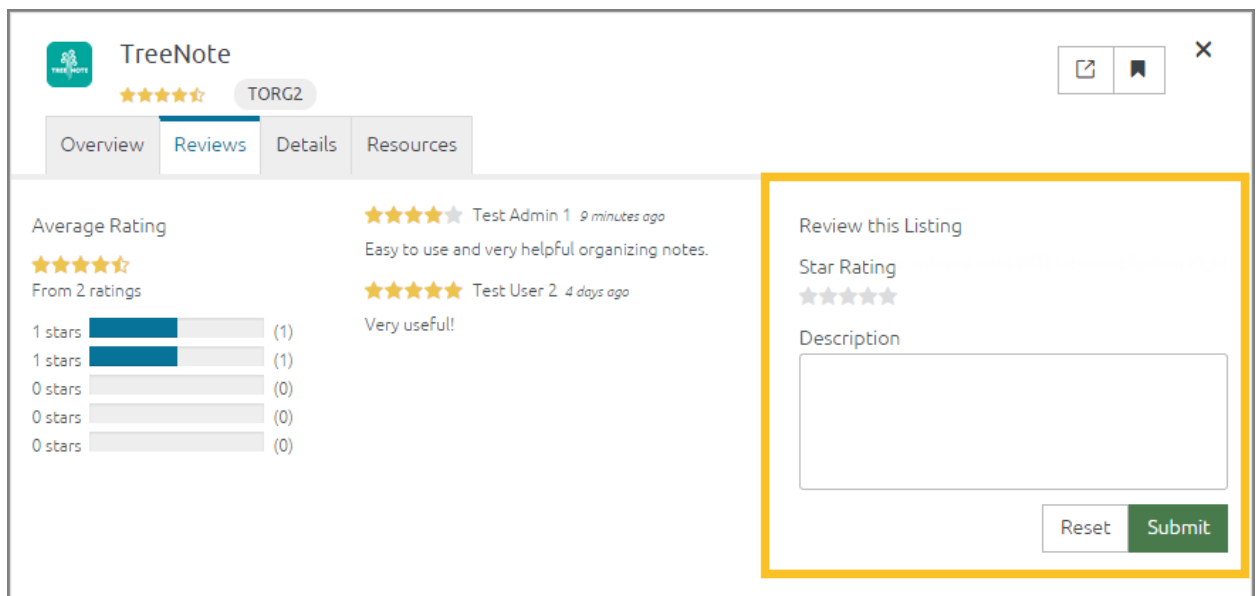 TreeNote
TREE NOTE
TORG2
Overview
Reviews
Details
Resources
Average Rating
From 2 ratings
1 stars (1)
1 stars (1)
0 stars (0)
0 stars (0)
0 stars (0)
Test Admin 1 9 minutes ago
Easy to use and very helpful organizing notes.
Test User 2 4 days ago
Very useful!
Review this Listing
Star Rating
Description
Reset
Submit